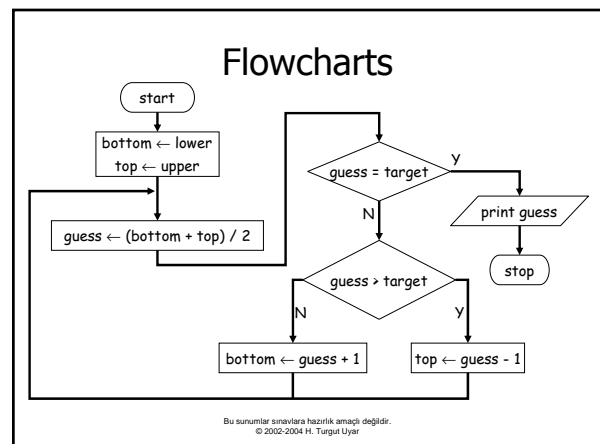 Flowcharts
start
bottom ← lower
top ← upper
guess ← (bottom + top) / 2
guess = target
Y
N
print guess
stop
guess > target
N
Y
bottom ← guess + 1
top ← guess - 1
Bu sunumlar sınavlara hazırlık amaçlı değildir.
© 2002-2004 H. Turgut Uyar